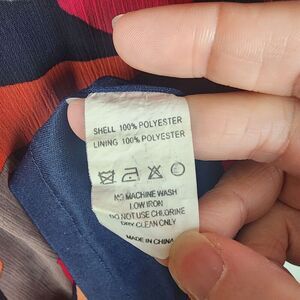 SHELL 100% POLYESTER
LINING 100% POLYESTER
NO MACHINE WASH
LOW IRON
DO NOT USE CHLORINE
DRY CLEAN ONLY
MADE IN CHINA